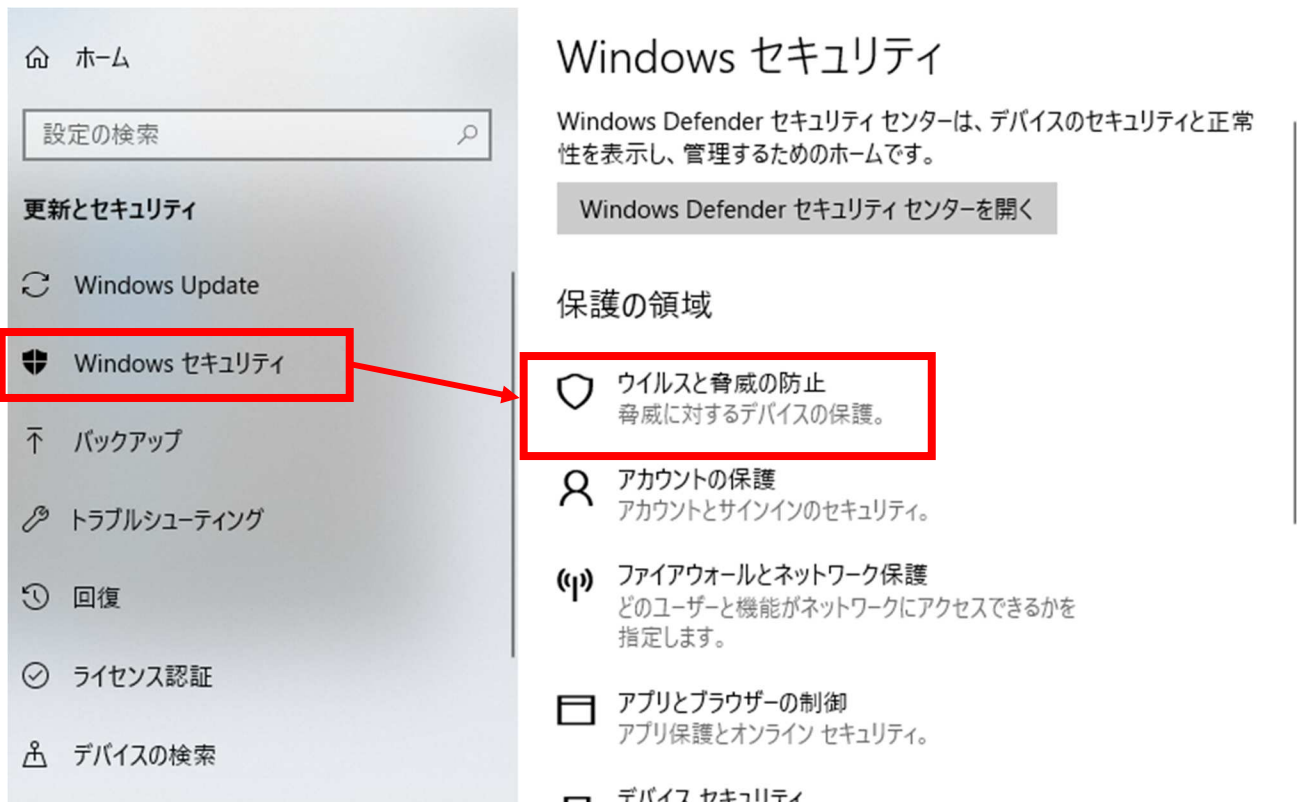 ホーム
設定の検索
更新とセキュリティ
Windows Update
Windows セキュリティ
バックアップ
トラブルシューティング
回復
ライセンス認証
デバイスの検索
Windows セキュリティ
Windows Defender セキュリティ センターは、デバイスのセキュリティと正常
性を表示し、管理するためのホームです。
Windows Defender セキュリティ センターを開く
保護の領域
ウイルスと脅威の防止
脅威に対するデバイスの保護。
アカウントの保護
アカウントとサインインのセキュリティ。
ファイアウォールとネットワーク保護
どのユーザーと機能がネットワークにアクセスできるかを
指定します。
アプリとブラウザーの制御
アプリ保護とオンライン セキュリティ。
デバイス セキュリティ